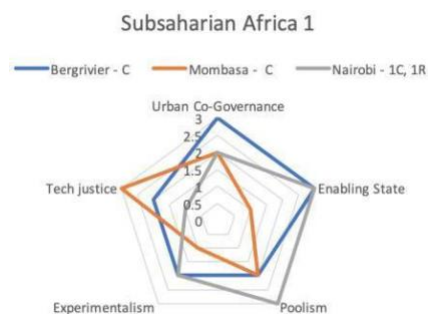 Subsaharian Africa 1
Bergrivier - C Mombasa - C Nairobi - 1C, 1R
Urban Co-Governance
3
2.5
2
1.5
1
0.5
0
Tech justice
Enabling State
Experimentalism
Poolism